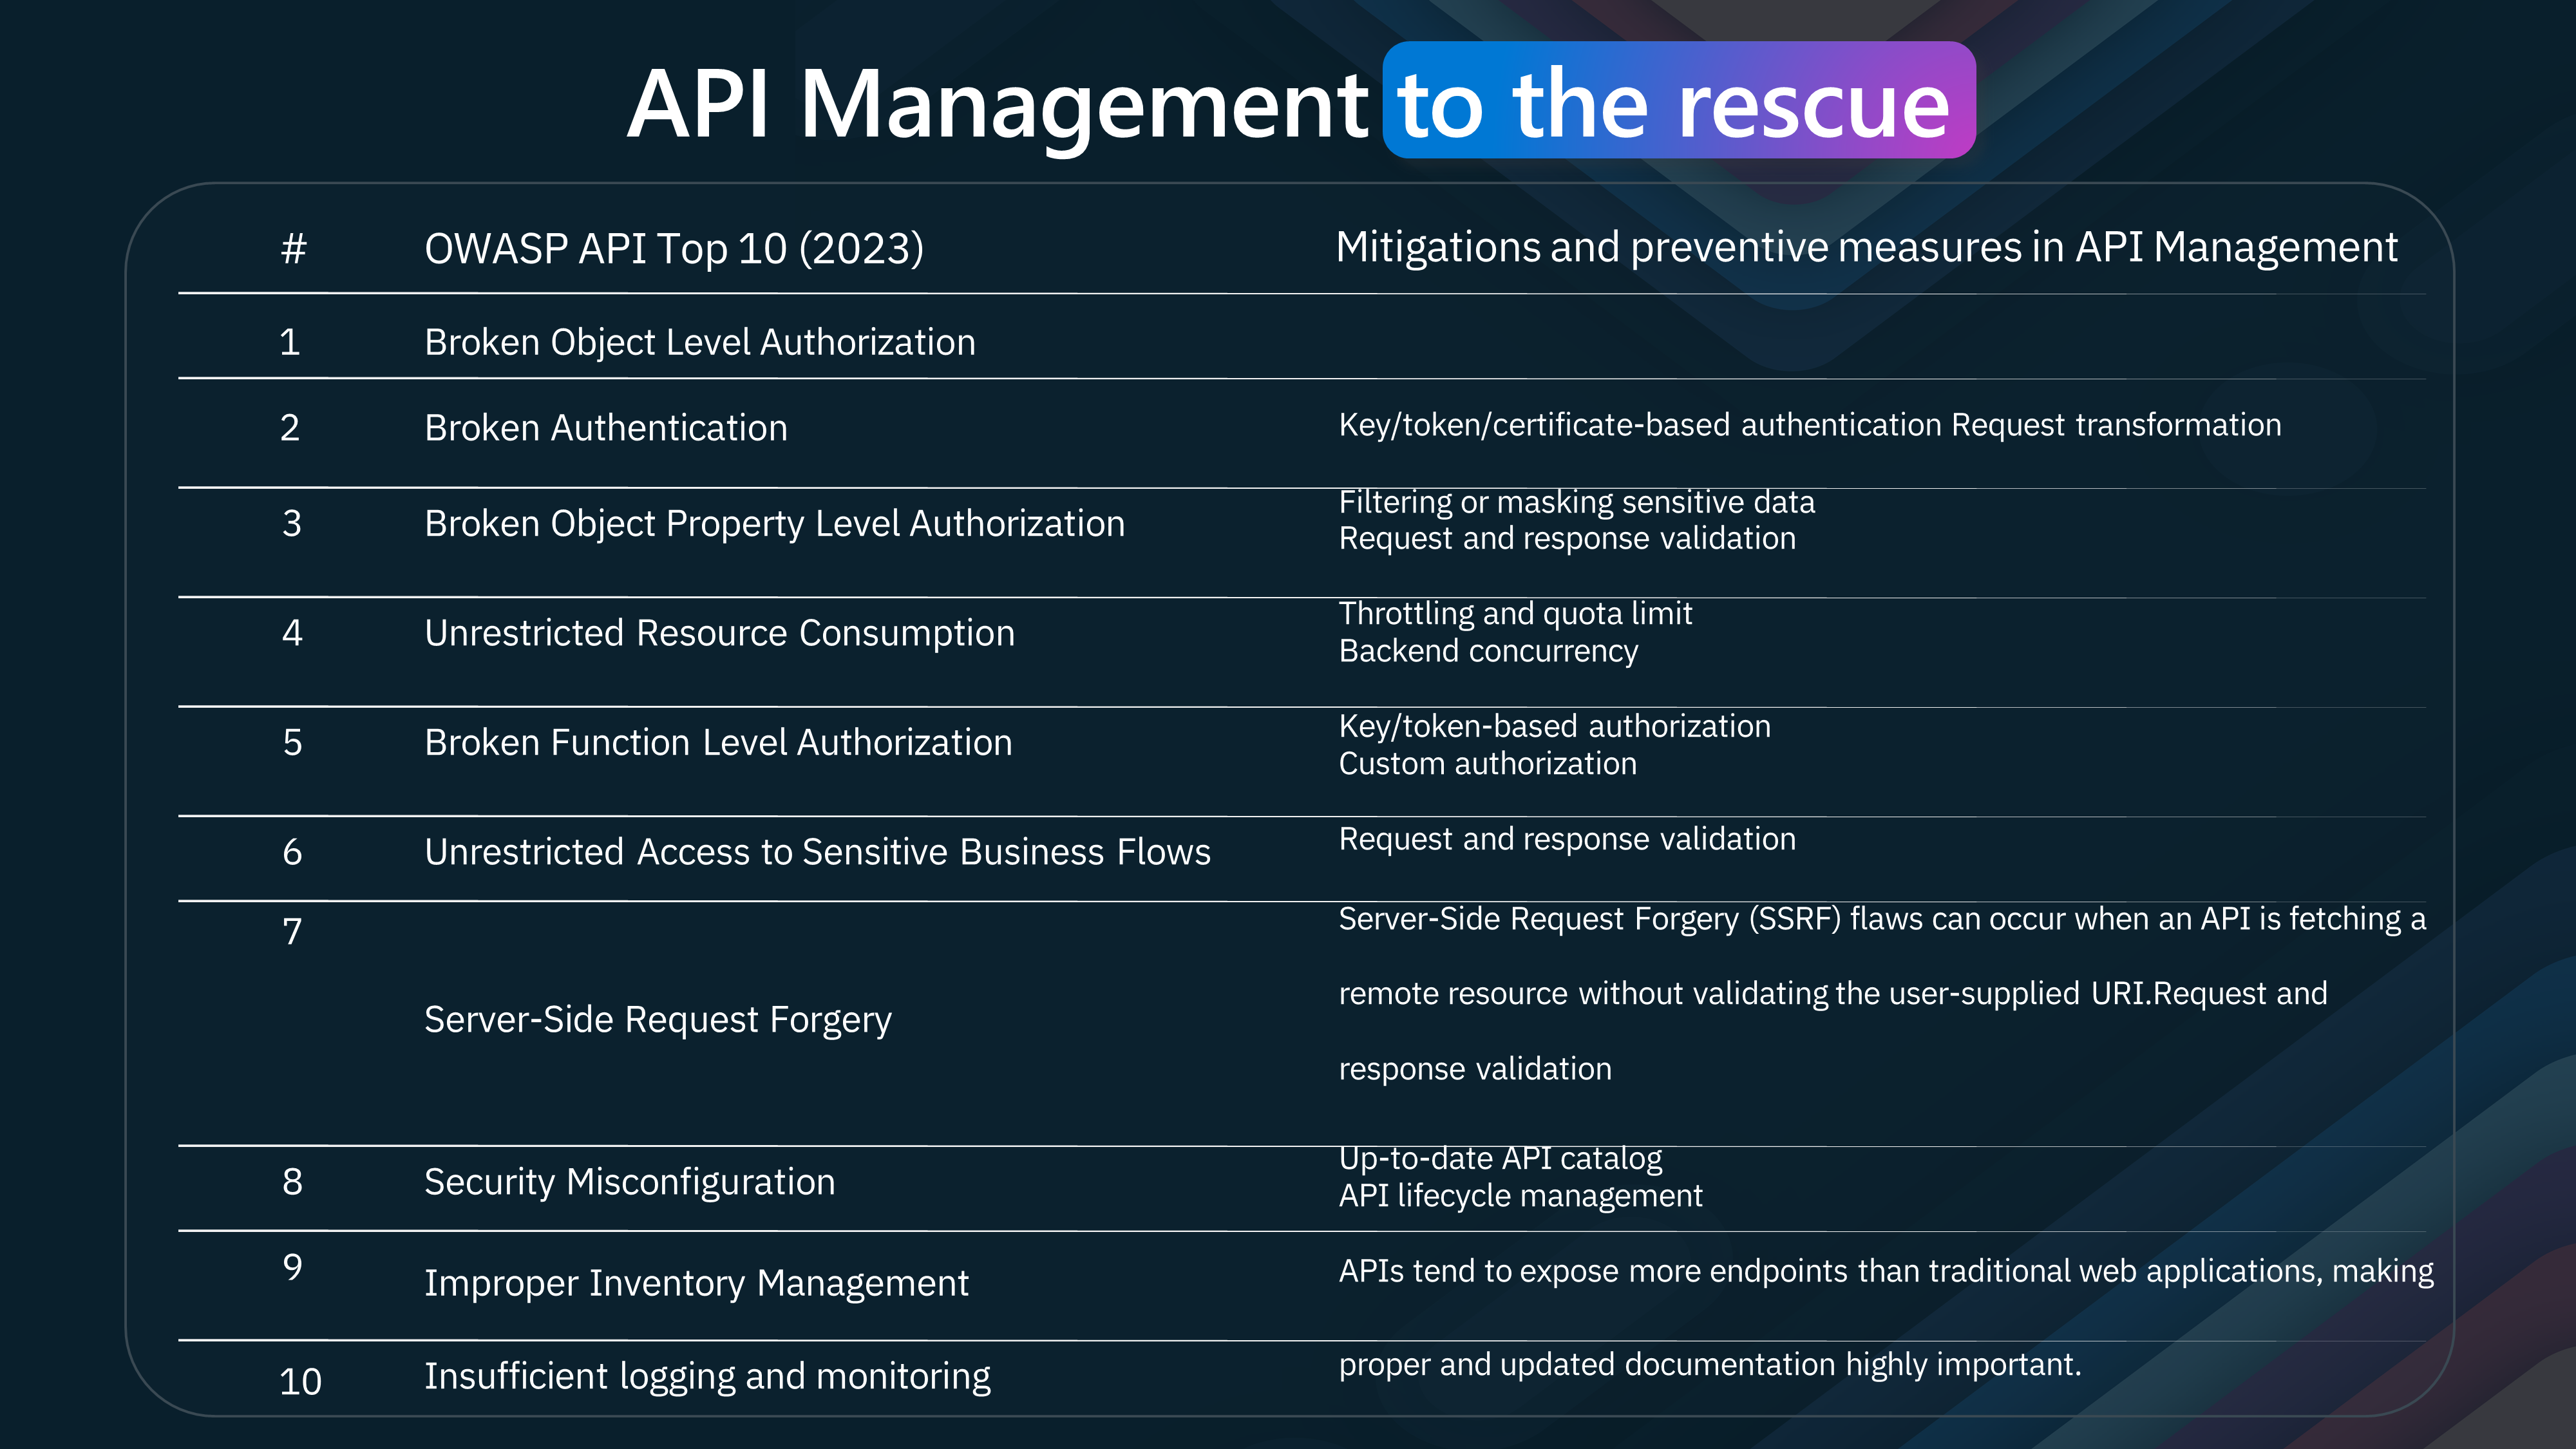 API Management to the rescue
# OWASP API Top 10 (2023) Mitigations and preventive measures in API Management
1 Broken Object Level Authorization
2 Broken Authentication Key/token/certificate-based authentication Request transformation
3 Broken Object Property Level Authorization Filtering or masking sensitive data
Request and response validation
4 Unrestricted Resource Consumption Throttling and quota limit
Backend concurrency
5 Broken Function Level Authorization Key/token-based authorization
Custom authorization
6 Unrestricted Access to Sensitive Business Flows Request and response validation
7 Server-Side Request Forgery Server-Side Request Forgery (SSRF) flaws can occur when an API is fetching a
remote resource without validating the user-supplied URI.Request and
response validation
8 Security Misconfiguration Up-to-date API catalog
API lifecycle management
9 Improper Inventory Management APIs tend to expose more endpoints than traditional web applications, making
10 Insufficient logging and monitoring proper and updated documentation highly important.